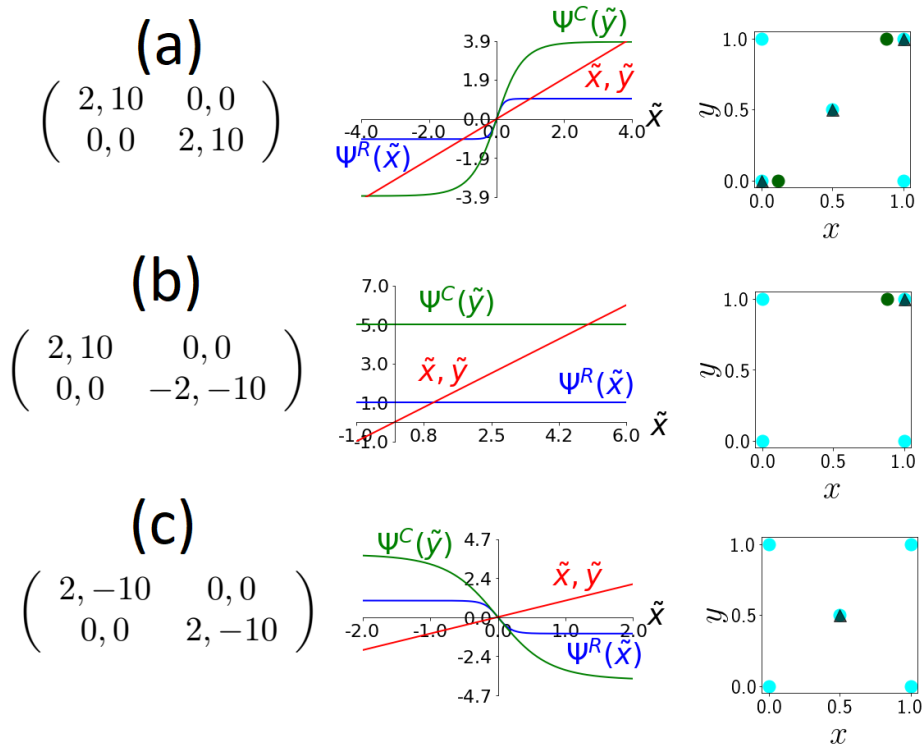 (a)
( 2, 10 0, 0
0, 0 2, 10 )
Ψ^C(ỹ)
3.9
1.9
x̃, ỹ
0.0
-4.0 -2.0 0.0 2.0 4.0 x̃
Ψ^R(x̃)
-1.9
-3.9
1.0
y 0.5
0.0
0.0 0.5 1.0
x
(b)
( 2, 10 0, 0
0, 0 −2, −10 )
7.0
Ψ^C(ỹ)
5.0
3.0
x̃, ỹ
Ψ^R(x̃)
1.0
-1.0 0.8 2.5 4.2 6.0 x̃
-1.0
1.0
y 0.5
0.0
0.0 0.5 1.0
x
(c)
( 2, −10 0, 0
0, 0 2, −10 )
4.7
Ψ^C(ỹ)
2.4
x̃, ỹ
0.0
-2.0 -1.0 0.0 1.0 2.0 x̃
Ψ^R(x̃)
-2.4
-4.7
1.0
y 0.5
0.0
0.0 0.5 1.0
x